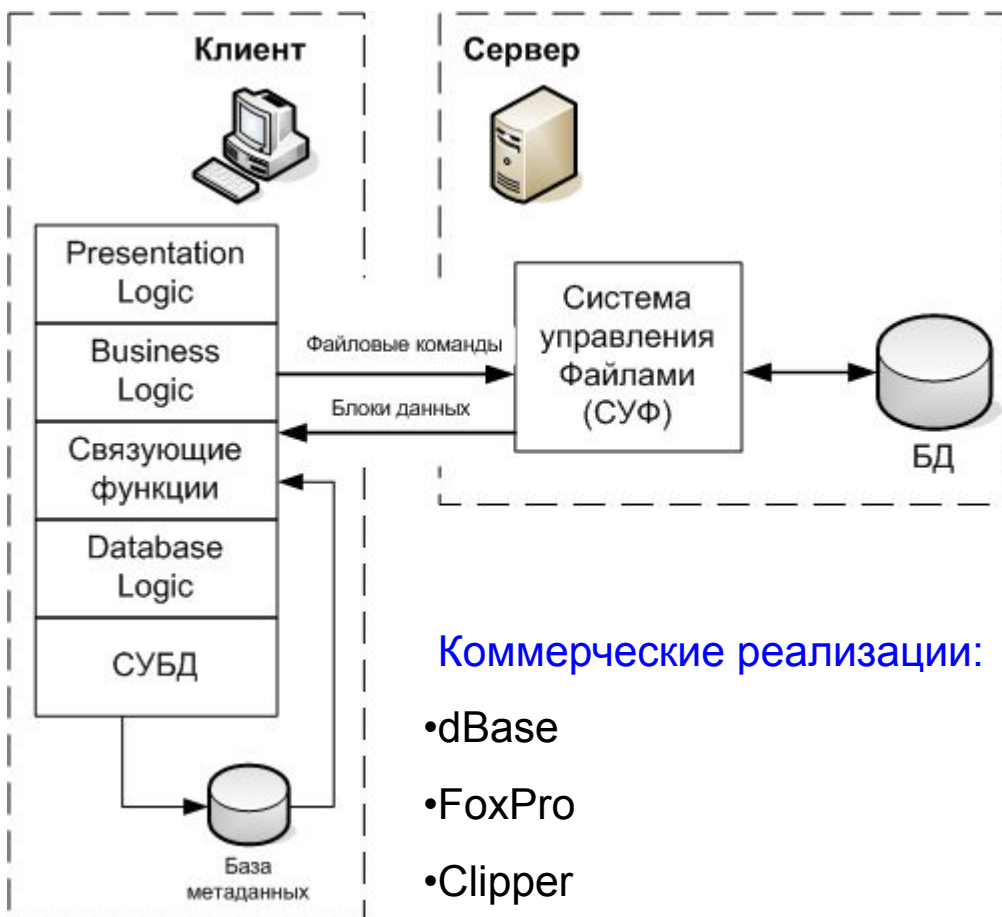 Клиент
Presentation
Logic
Business
Logic
Связующие
функции
Database
Logic
СУБД
База
метаданных
Файловые команды
Блоки данных
Сервер
Система
управления
Файлами
(СУФ)
БД
Коммерческие реализации:
•dBase
•FoxPro
•Clipper